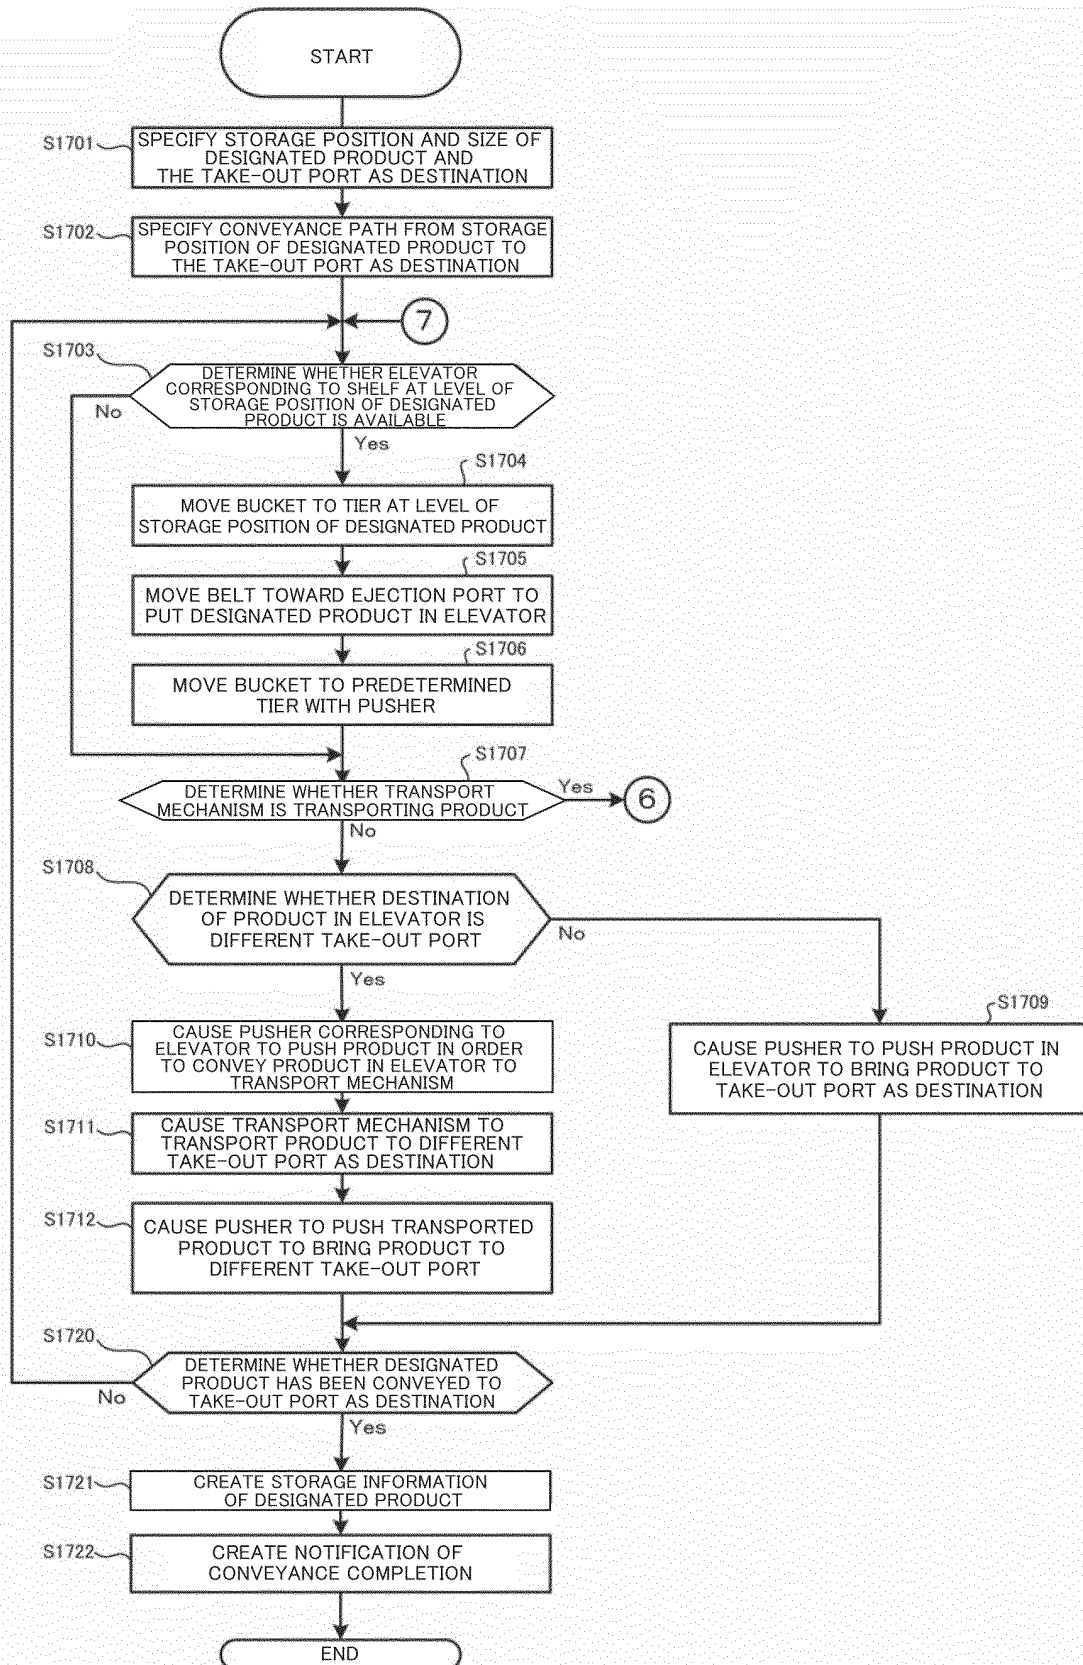 START
S1701
SPECIFY STORAGE POSITION AND SIZE OF
DESIGNATED PRODUCT AND
THE TAKE-OUT PORT AS DESTINATION
S1702
SPECIFY CONVEYANCE PATH FROM STORAGE
POSITION OF DESIGNATED PRODUCT TO
THE TAKE-OUT PORT AS DESTINATION
7
S1703
DETERMINE WHETHER ELEVATOR
CORRESPONDING TO SHELF AT LEVEL OF
STORAGE POSITION OF DESIGNATED
PRODUCT IS AVAILABLE
No
Yes
S1704
MOVE BUCKET TO TIER AT LEVEL OF
STORAGE POSITION OF DESIGNATED PRODUCT
S1705
MOVE BELT TOWARD EJECTION PORT TO
PUT DESIGNATED PRODUCT IN ELEVATOR
S1706
MOVE BUCKET TO PREDETERMINED
TIER WITH PUSHER
S1707
DETERMINE WHETHER TRANSPORT
MECHANISM IS TRANSPORTING PRODUCT
Yes
6
No
S1708
DETERMINE WHETHER DESTINATION
OF PRODUCT IN ELEVATOR IS
DIFFERENT TAKE-OUT PORT
No
Yes
S1709
CAUSE PUSHER TO PUSH PRODUCT IN
ELEVATOR TO BRING PRODUCT TO
TAKE-OUT PORT AS DESTINATION
S1710
CAUSE PUSHER CORRESPONDING TO
ELEVATOR TO PUSH PRODUCT IN ORDER
TO CONVEY PRODUCT IN ELEVATOR TO
TRANSPORT MECHANISM
S1711
CAUSE TRANSPORT MECHANISM TO
TRANSPORT PRODUCT TO DIFFERENT
TAKE-OUT PORT AS DESTINATION
S1712
CAUSE PUSHER TO PUSH TRANSPORTED
PRODUCT TO BRING PRODUCT TO
DIFFERENT TAKE-OUT PORT
S1720
DETERMINE WHETHER DESIGNATED
PRODUCT HAS BEEN CONVEYED TO
TAKE-OUT PORT AS DESTINATION
No
Yes
S1721
CREATE STORAGE INFORMATION
OF DESIGNATED PRODUCT
S1722
CREATE NOTIFICATION OF
CONVEYANCE COMPLETION
END